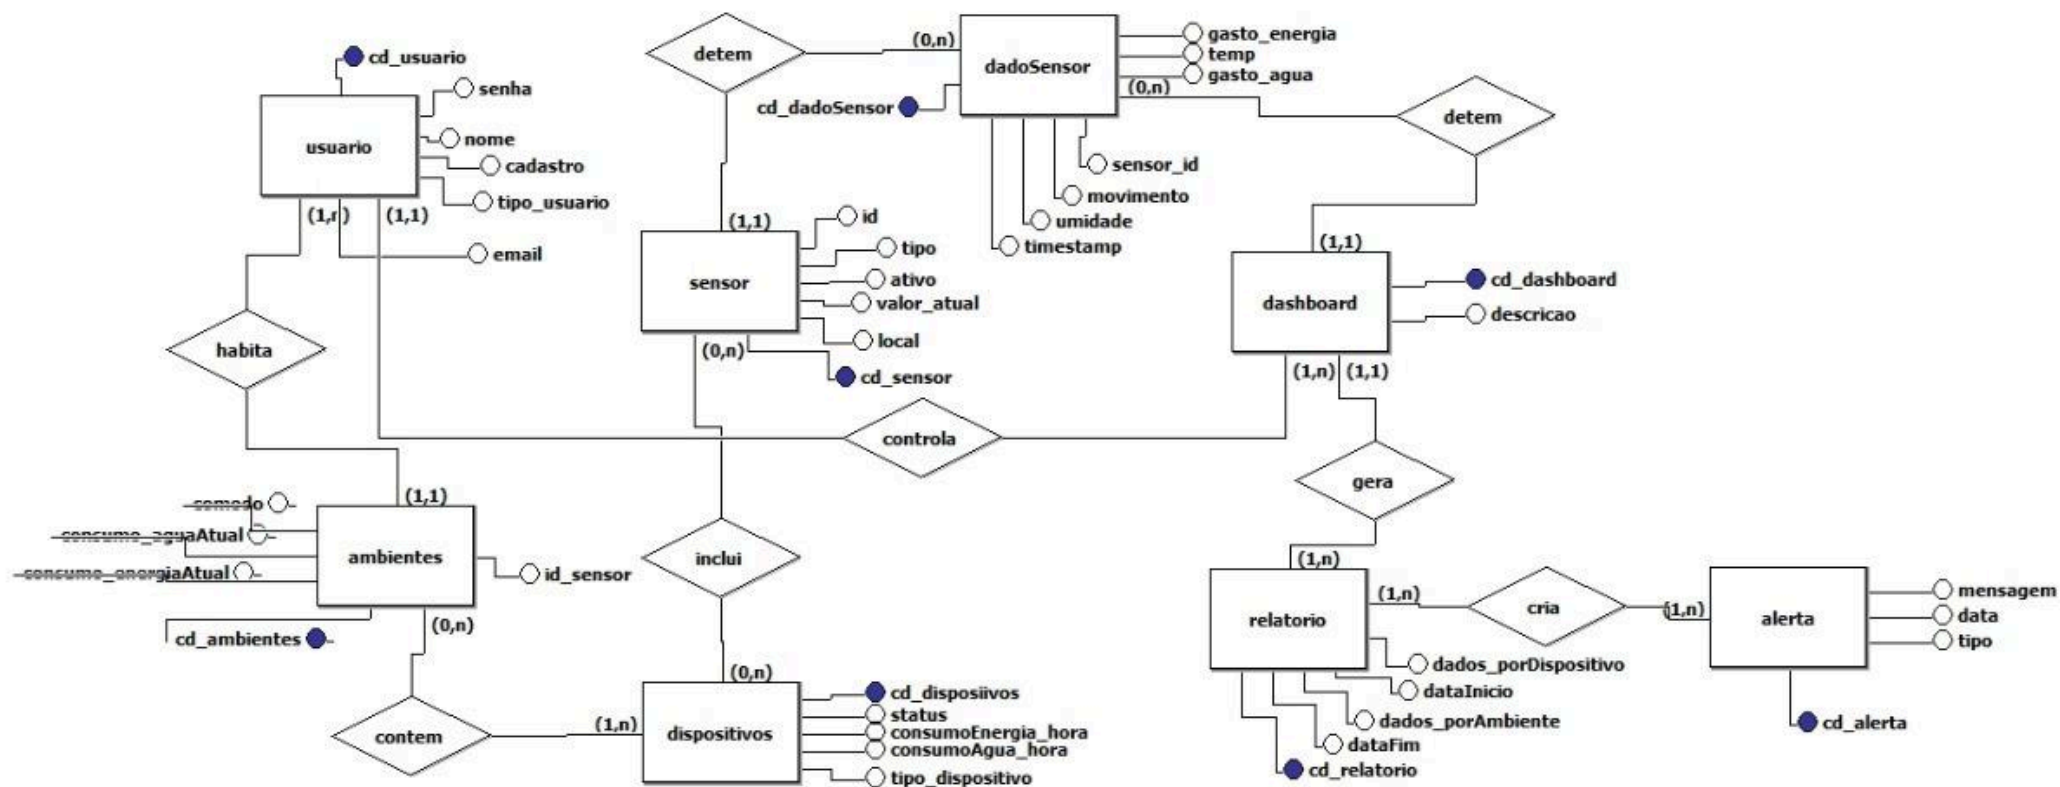 cd_usuario
senha
nome
cadastro
tipo_usuario
email
usuario
(1,n)
(1,1)
habita
detem
(0,n)
dadoSensor
gasto_energia
temp
gasto_agua
(0,n)
cd_dadoSensor
sensor_id
movimento
umidade
timestamp
detem
(1,1)
sensor
id
tipo
ativo
valor_atual
local
(0,n)
cd_sensor
(1,1)
dashboard
cd_dashboard
descricao
(1,n)
(1,1)
controla
gera
(1,1)
comodo
consumo_aguaAtual
consumo_energiaAtual
ambientes
id_sensor
cd_ambientes
(0,n)
inclui
(1,n)
relatorio
(1,n)
cria
(1,n)
alerta
mensagem
data
tipo
cd_alerta
dados_porDispositivo
dataInicio
dados_porAmbiente
dataFim
cd_relatorio
contem
(1,n)
(0,n)
dispositivos
cd_disposiivos
status
consumoEnergia_hora
consumoAgua_hora
tipo_dispositivo